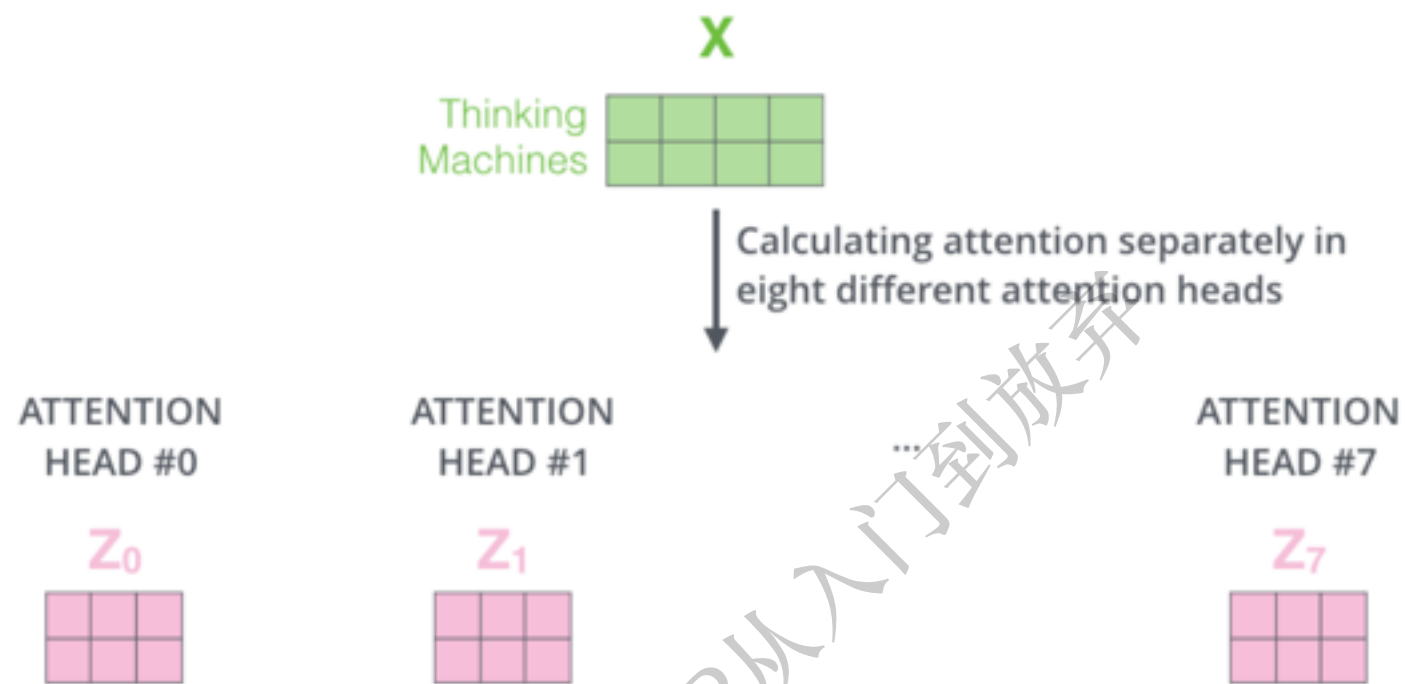 X
Thinking
Machines
Calculating attention separately in
eight different attention heads
ATTENTION
HEAD #0
ATTENTION
HEAD #1
...
ATTENTION
HEAD #7
Z0
Z1
Z7
从入门到放弃